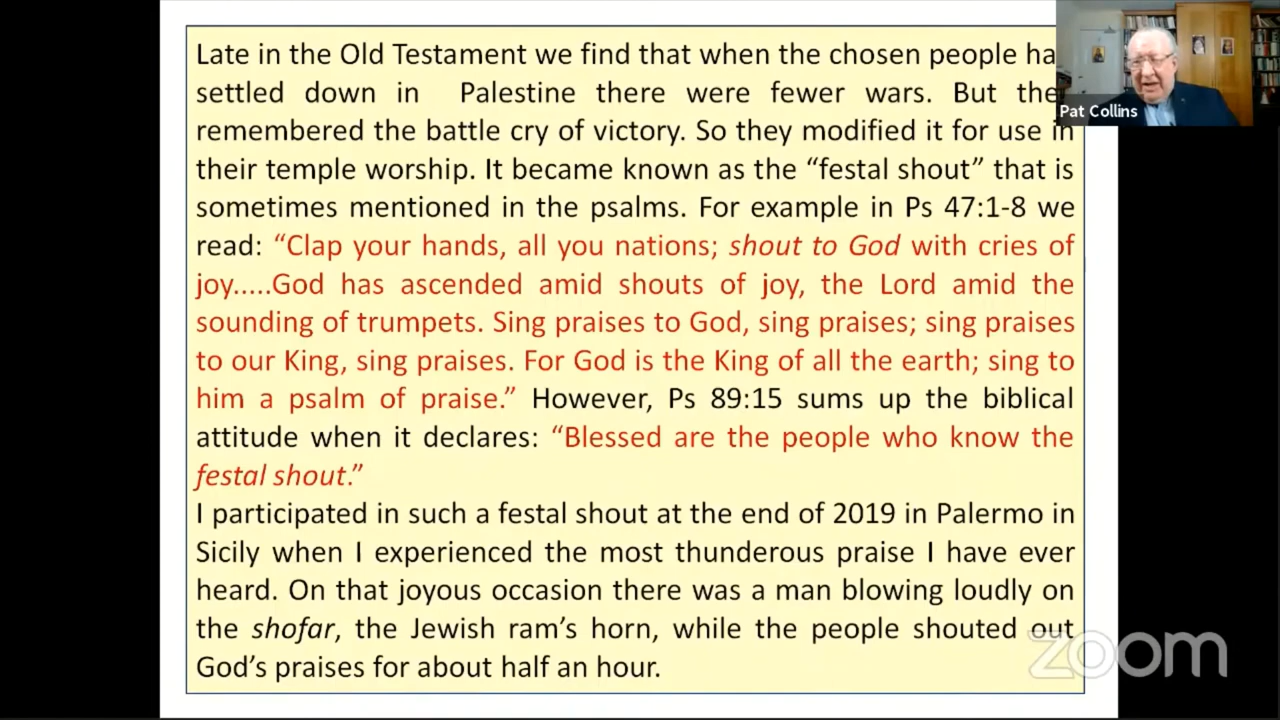 Late in the Old Testament we find that when the chosen people ha
settled down in Palestine there were fewer wars. But the
remembered the battle cry of victory. So they modified it for use in
their temple worship. It became known as the “festal shout” that is
sometimes mentioned in the psalms. For example in Ps 47:1-8 we
read: “Clap your hands, all you nations; shout to God with cries of
joy.....God has ascended amid shouts of joy, the Lord amid the
sounding of trumpets. Sing praises to God, sing praises; sing praises
to our King, sing praises. For God is the King of all the earth; sing to
him a psalm of praise.” However, Ps 89:15 sums up the biblical
attitude when it declares: “Blessed are the people who know the
festal shout.”
I participated in such a festal shout at the end of 2019 in Palermo in
Sicily when I experienced the most thunderous praise I have ever
heard. On that joyous occasion there was a man blowing loudly on
the shofar, the Jewish ram’s horn, while the people shouted out
God’s praises for about half an hour.
Pat Collins
zoom